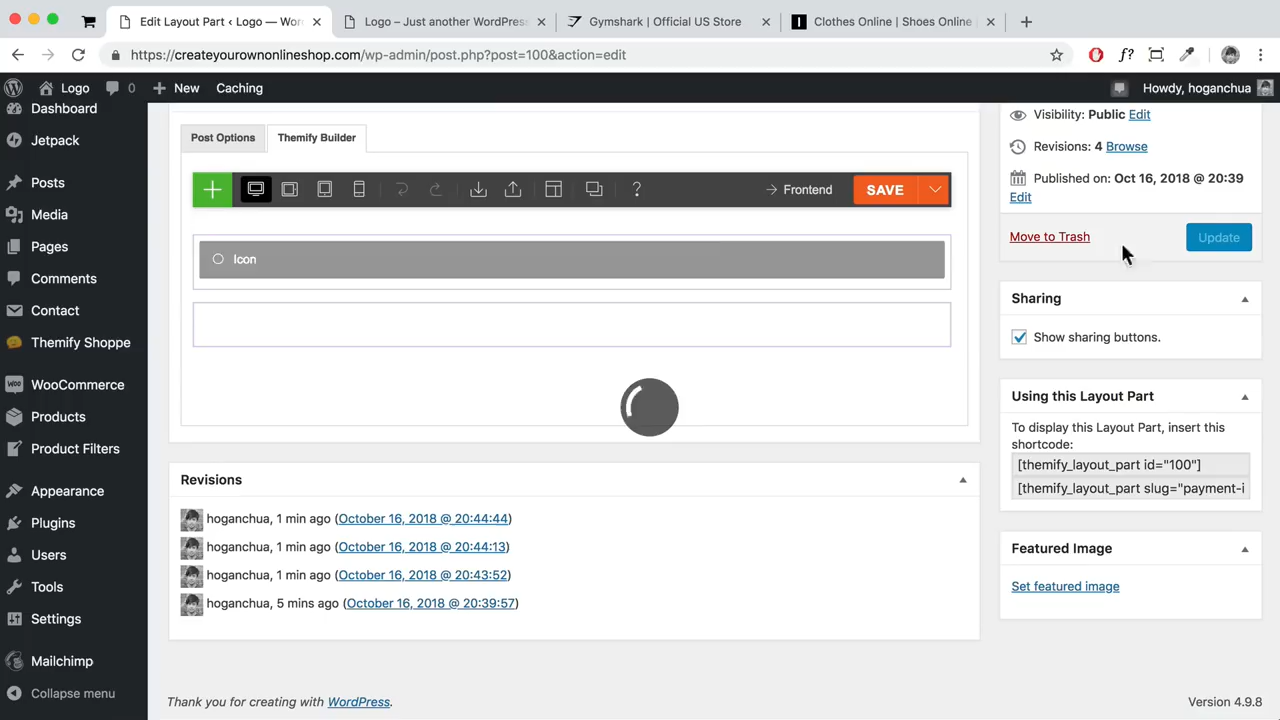 Edit Layout Part ‹ Logo — Wor
Logo – Just another WordPress
Gymshark | Official US Store
Clothes Online | Shoes Online
https://createyourownonlineshop.com/wp-admin/post.php?post=100&action=edit
f?
Logo
0
New
Caching
Howdy, hoganchua
Dashboard
Jetpack
Posts
Media
Pages
Comments
Contact
Themify Shoppe
WooCommerce
Products
Product Filters
Appearance
Plugins
Users
Tools
Settings
Mailchimp
Collapse menu
Post Options
Themify Builder
Frontend
SAVE
Icon
Revisions
hoganchua, 1 min ago (October 16, 2018 @ 20:44:44)
hoganchua, 1 min ago (October 16, 2018 @ 20:44:13)
hoganchua, 1 min ago (October 16, 2018 @ 20:43:52)
hoganchua, 5 mins ago (October 16, 2018 @ 20:39:57)
Thank you for creating with WordPress.
Visibility: Public Edit
Revisions: 4 Browse
Published on: Oct 16, 2018 @ 20:39
Edit
Move to Trash
Update
Sharing
Show sharing buttons.
Using this Layout Part
To display this Layout Part, insert this
shortcode:
[themify_layout_part id="100"]
[themify_layout_part slug="payment-i
Featured Image
Set featured image
Version 4.9.8